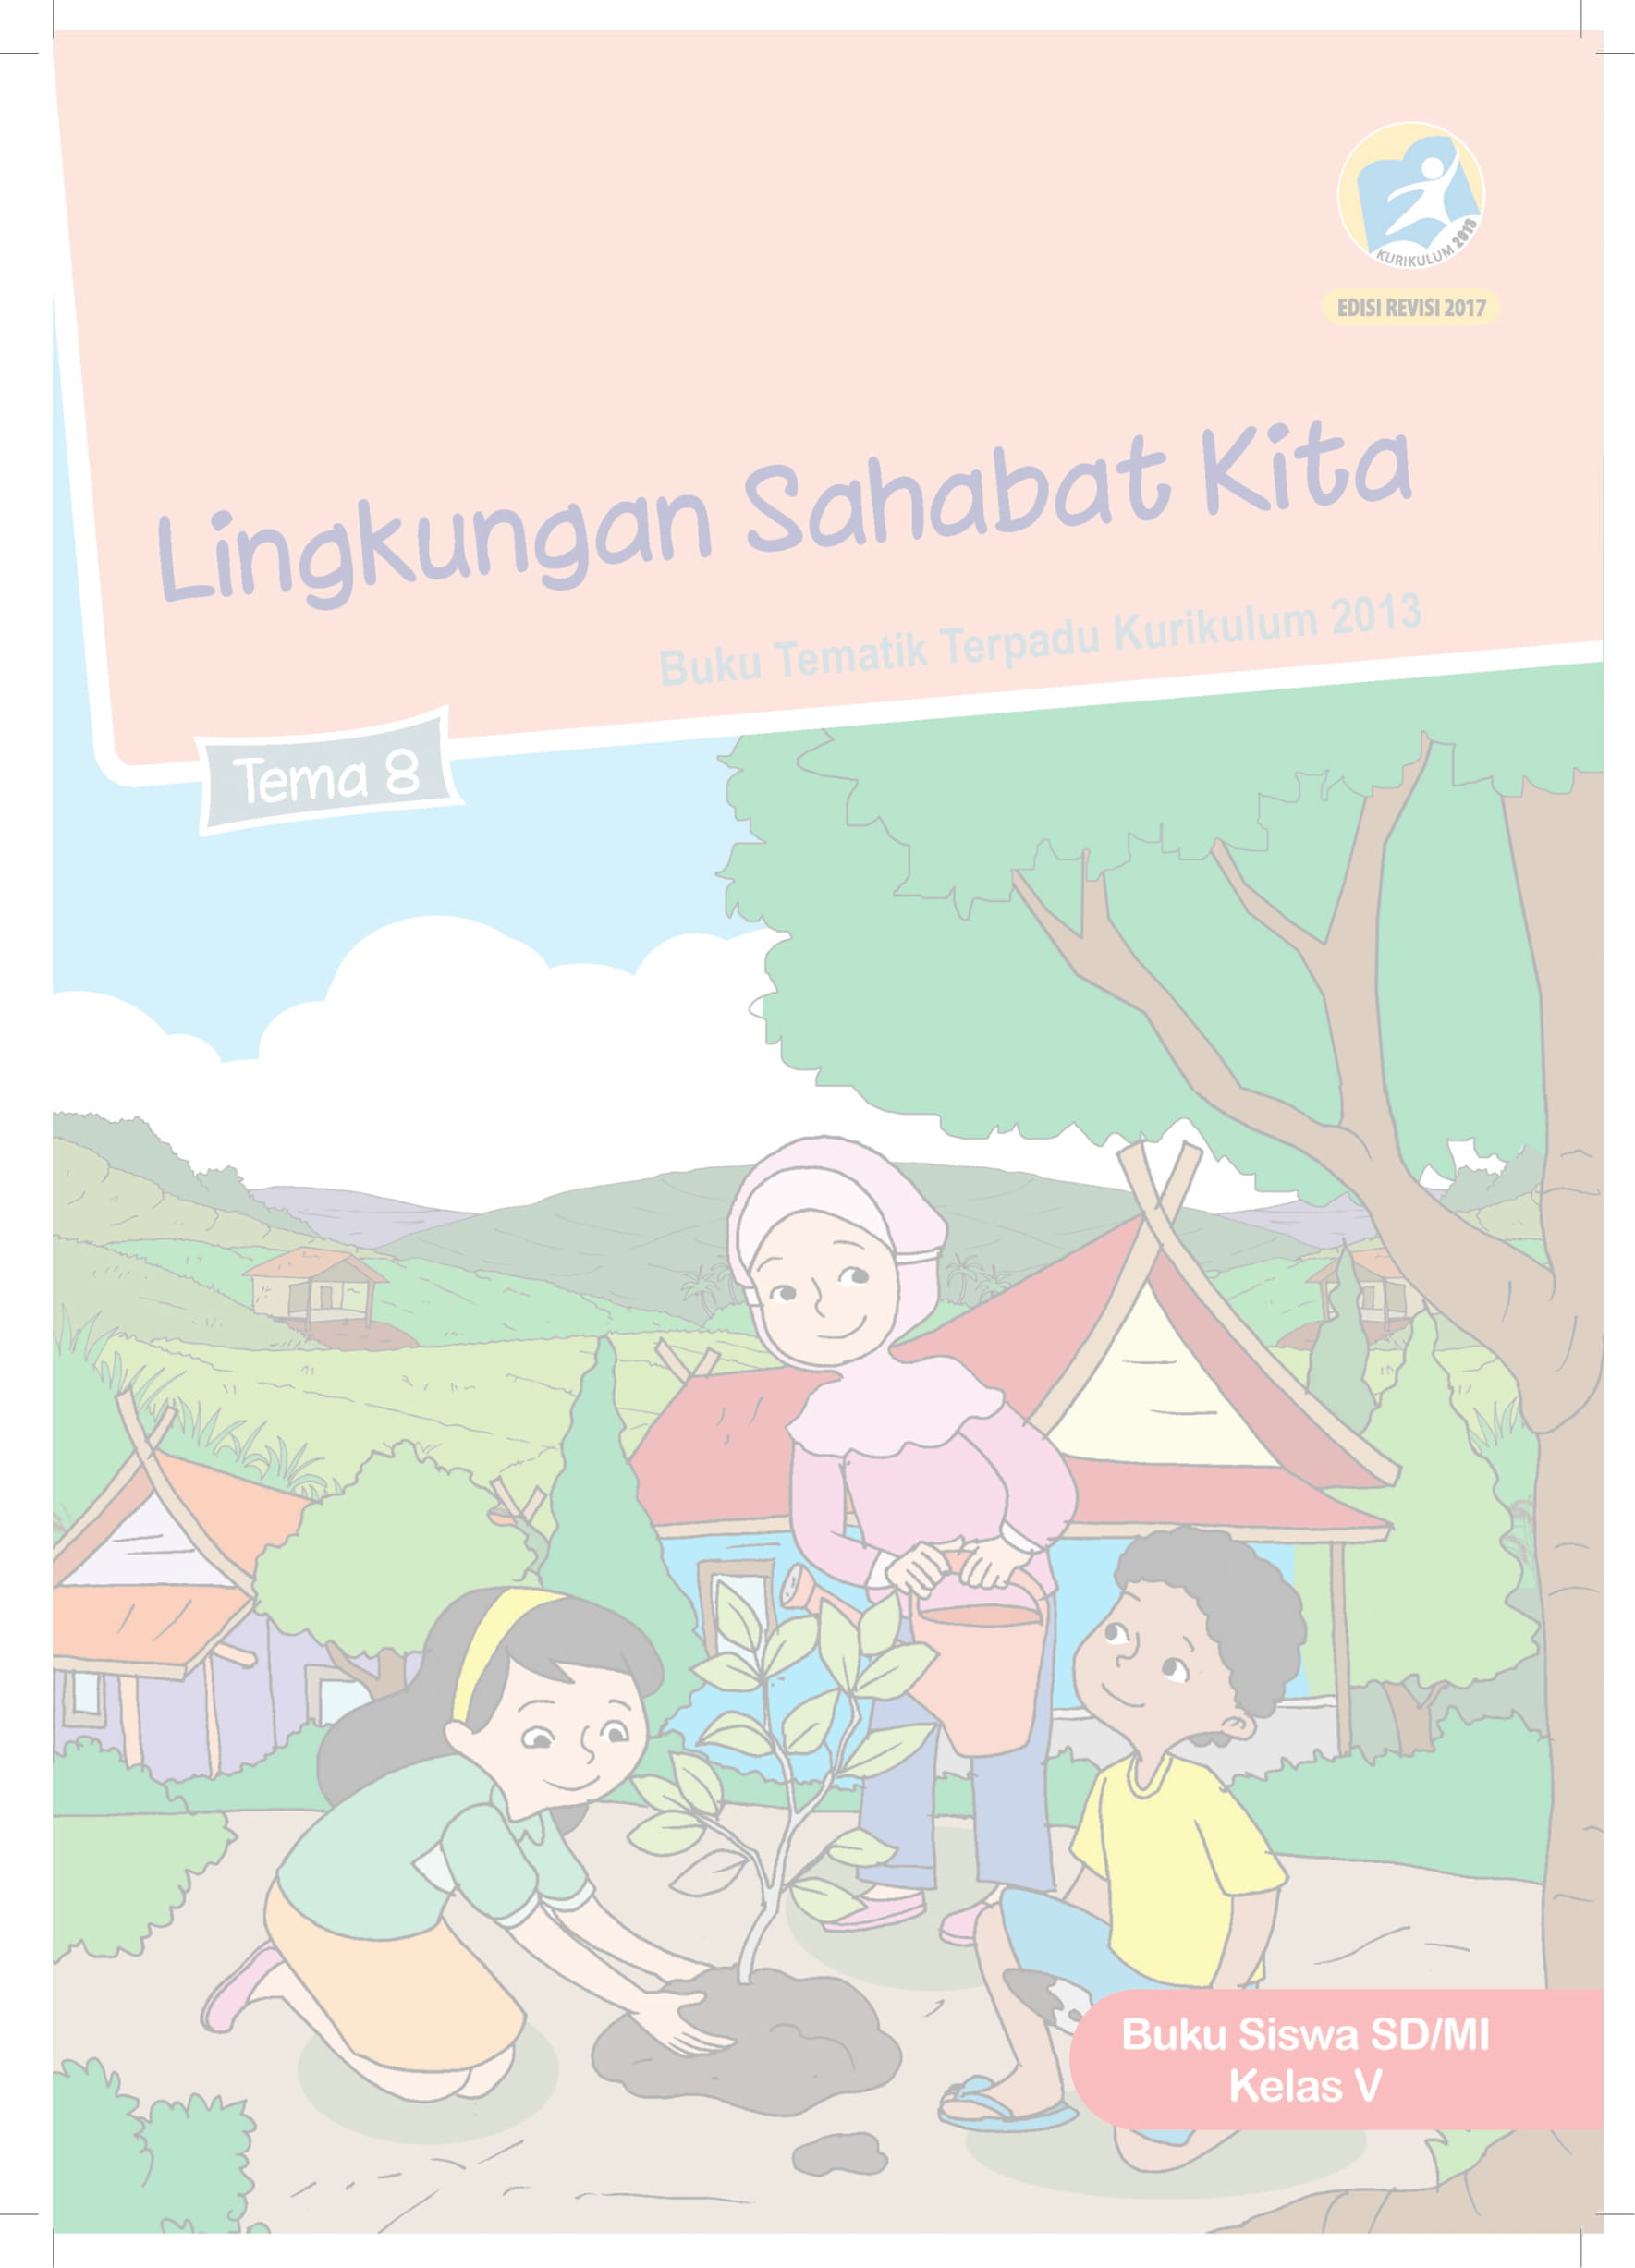 KURIKULUM 2013
EDISI REVISI 2017
Lingkungan Sahabat Kita
Buku Tematik Terpadu Kurikulum 2013
Tema 8
Buku Siswa SD/MI
Kelas V